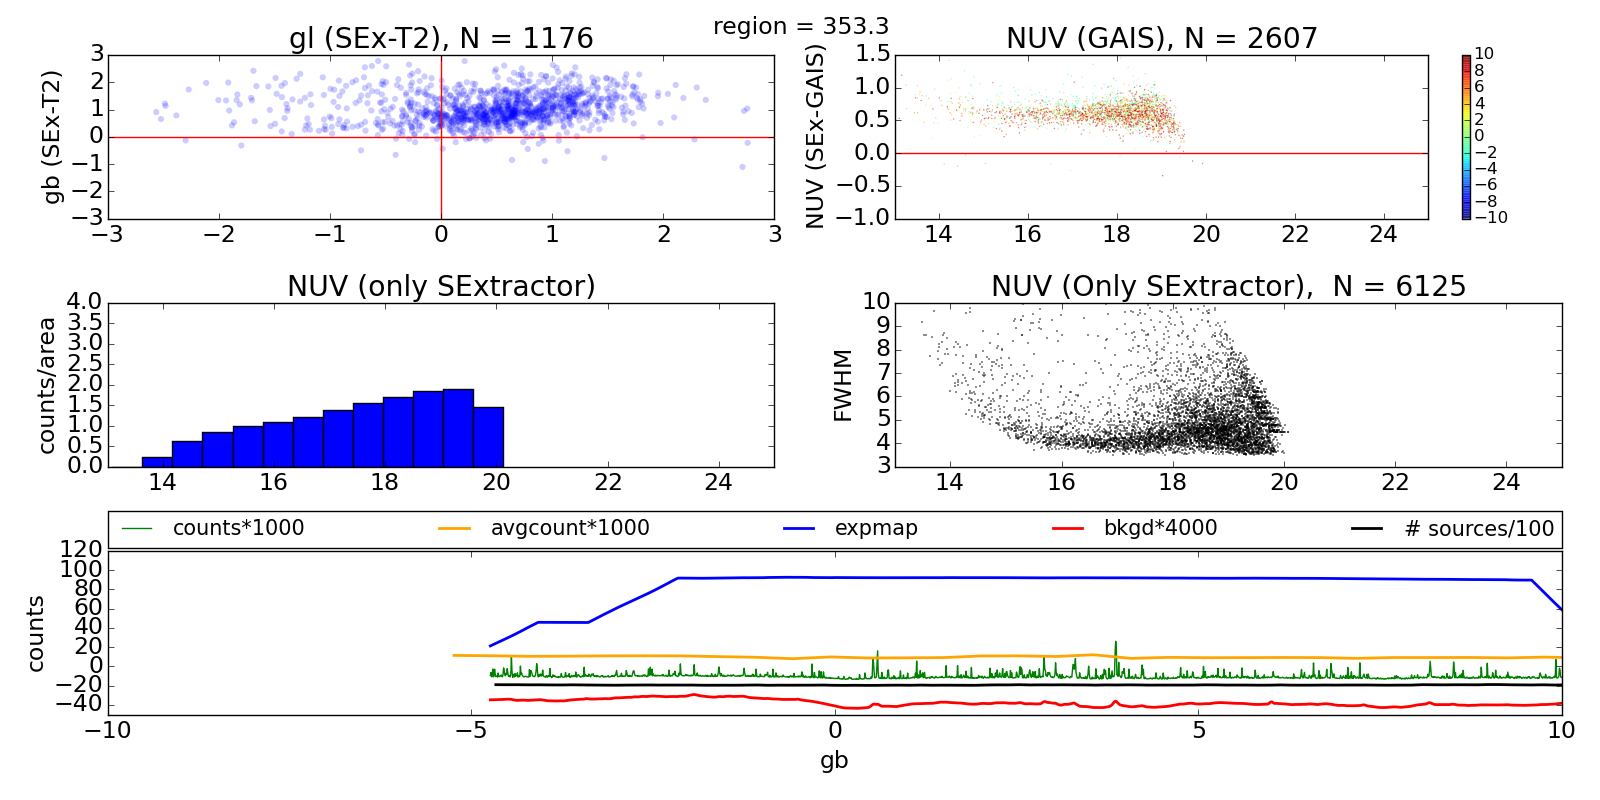 region = 353.3
gl (SEx-T2), N = 1176
gb (SEx-T2)
3
2
1
0
−1
−2
−3
−3 −2 −1 0 1 2 3
NUV (GAIS), N = 2607
NUV (SEx-GAIS)
1.5
1.0
0.5
0.0
−0.5
−1.0
14 16 18 20 22 24
10
8
6
4
2
0
−2
−4
−6
−8
−10
NUV (only SExtractor)
counts/area
4.0
3.5
3.0
2.5
2.0
1.5
1.0
0.5
0.0
14 16 18 20 22 24
NUV (Only SExtractor),  N = 6125
FWHM
10
9
8
7
6
5
4
3
14 16 18 20 22 24
counts*1000 avgcount*1000 expmap bkgd*4000 # sources/100
counts
120
100
80
60
40
20
0
−20
−40
−10 −5 0 5 10
gb